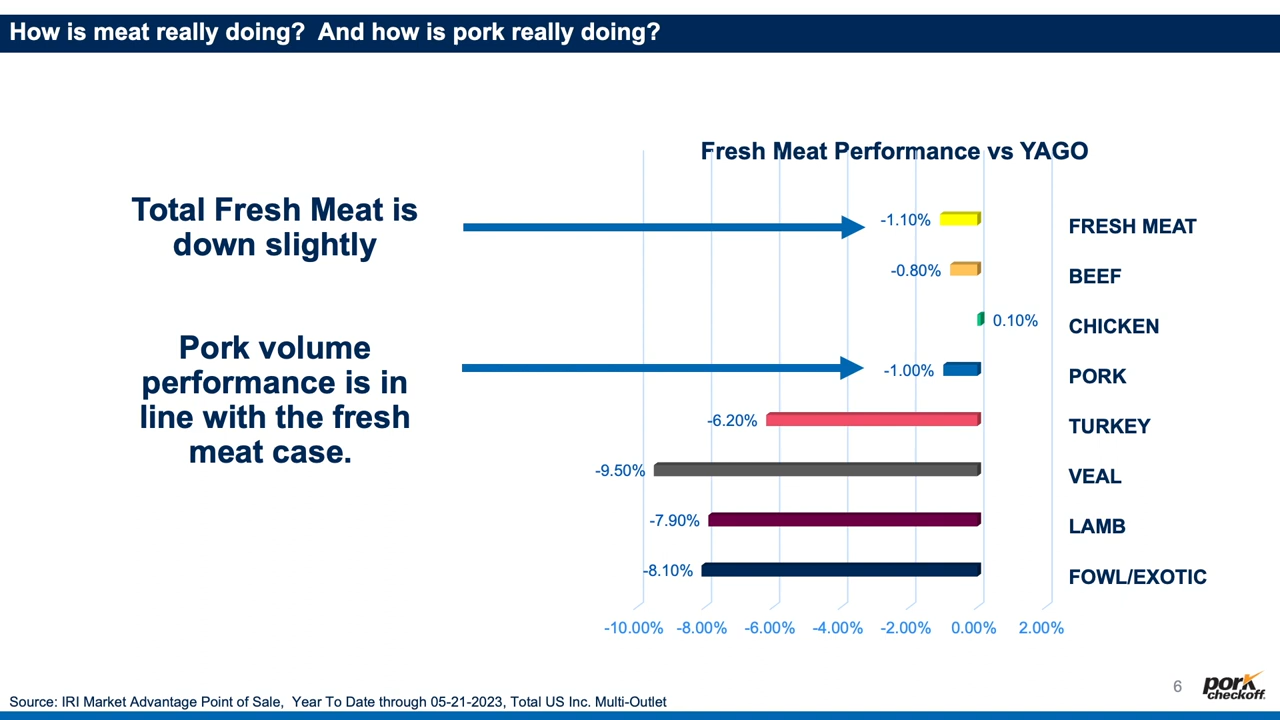 How is meat really doing?  And how is pork really doing?
Fresh Meat Performance vs YAGO
Total Fresh Meat is
down slightly
Pork volume
performance is in
line with the fresh
meat case.
-1.10%
FRESH MEAT
-0.80%
BEEF
0.10%
CHICKEN
-1.00%
PORK
-6.20%
TURKEY
-9.50%
VEAL
-7.90%
LAMB
-8.10%
FOWL/EXOTIC
-10.00% -8.00% -6.00% -4.00% -2.00% 0.00% 2.00%
Source: IRI Market Advantage Point of Sale,  Year To Date through 05-21-2023, Total US Inc. Multi-Outlet
6
pork
checkoff.